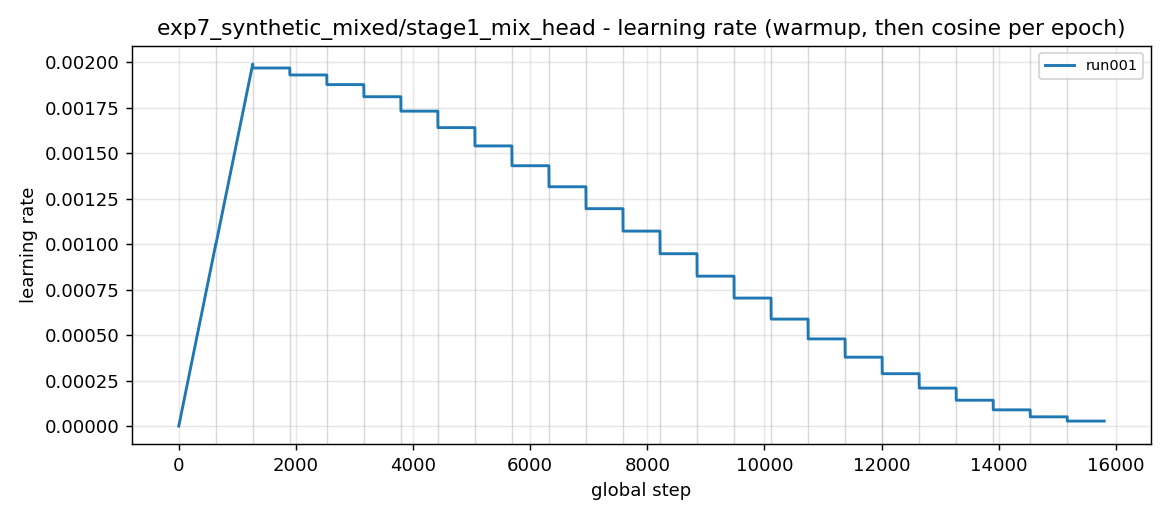 exp7_synthetic_mixed/stage1_mix_head - learning rate (warmup, then cosine per epoch)
run001
learning rate
0.00200
0.00175
0.00150
0.00125
0.00100
0.00075
0.00050
0.00025
0.00000
0 2000 4000 6000 8000 10000 12000 14000 16000
global step